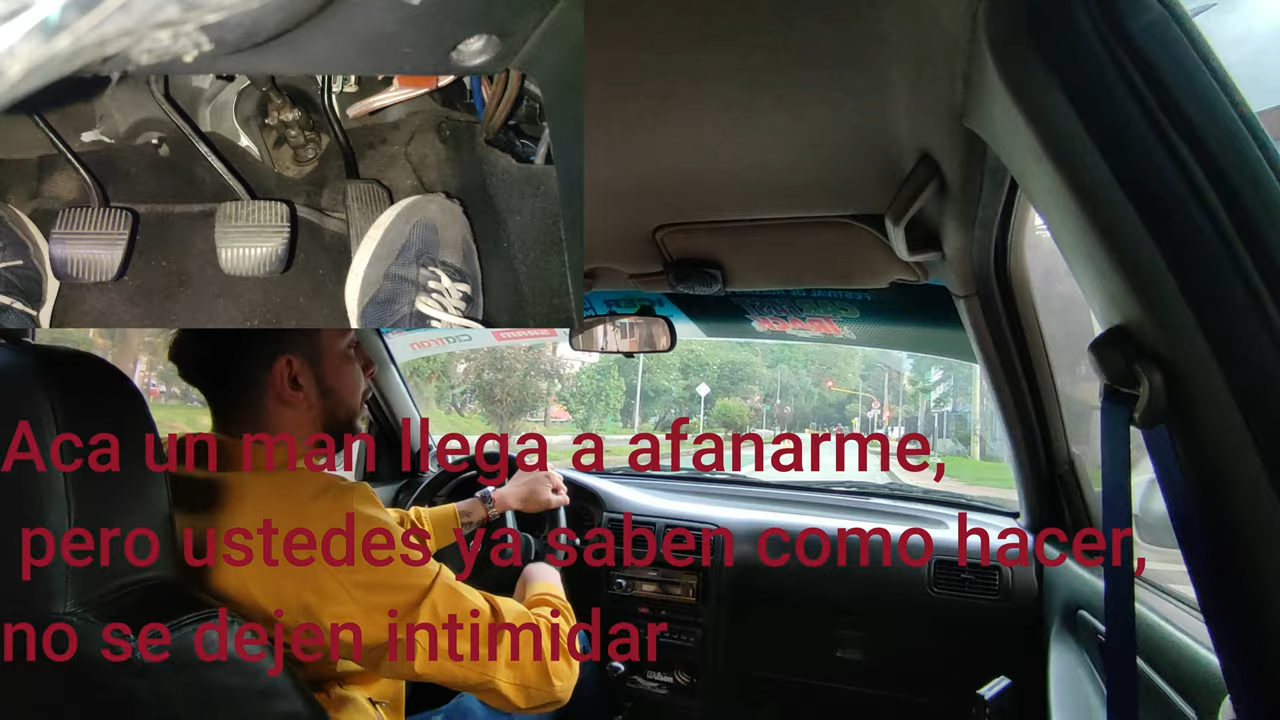 Aca un man llega a afanarme,
pero ustedes ya saben como hacer,
no se dejen intimidar